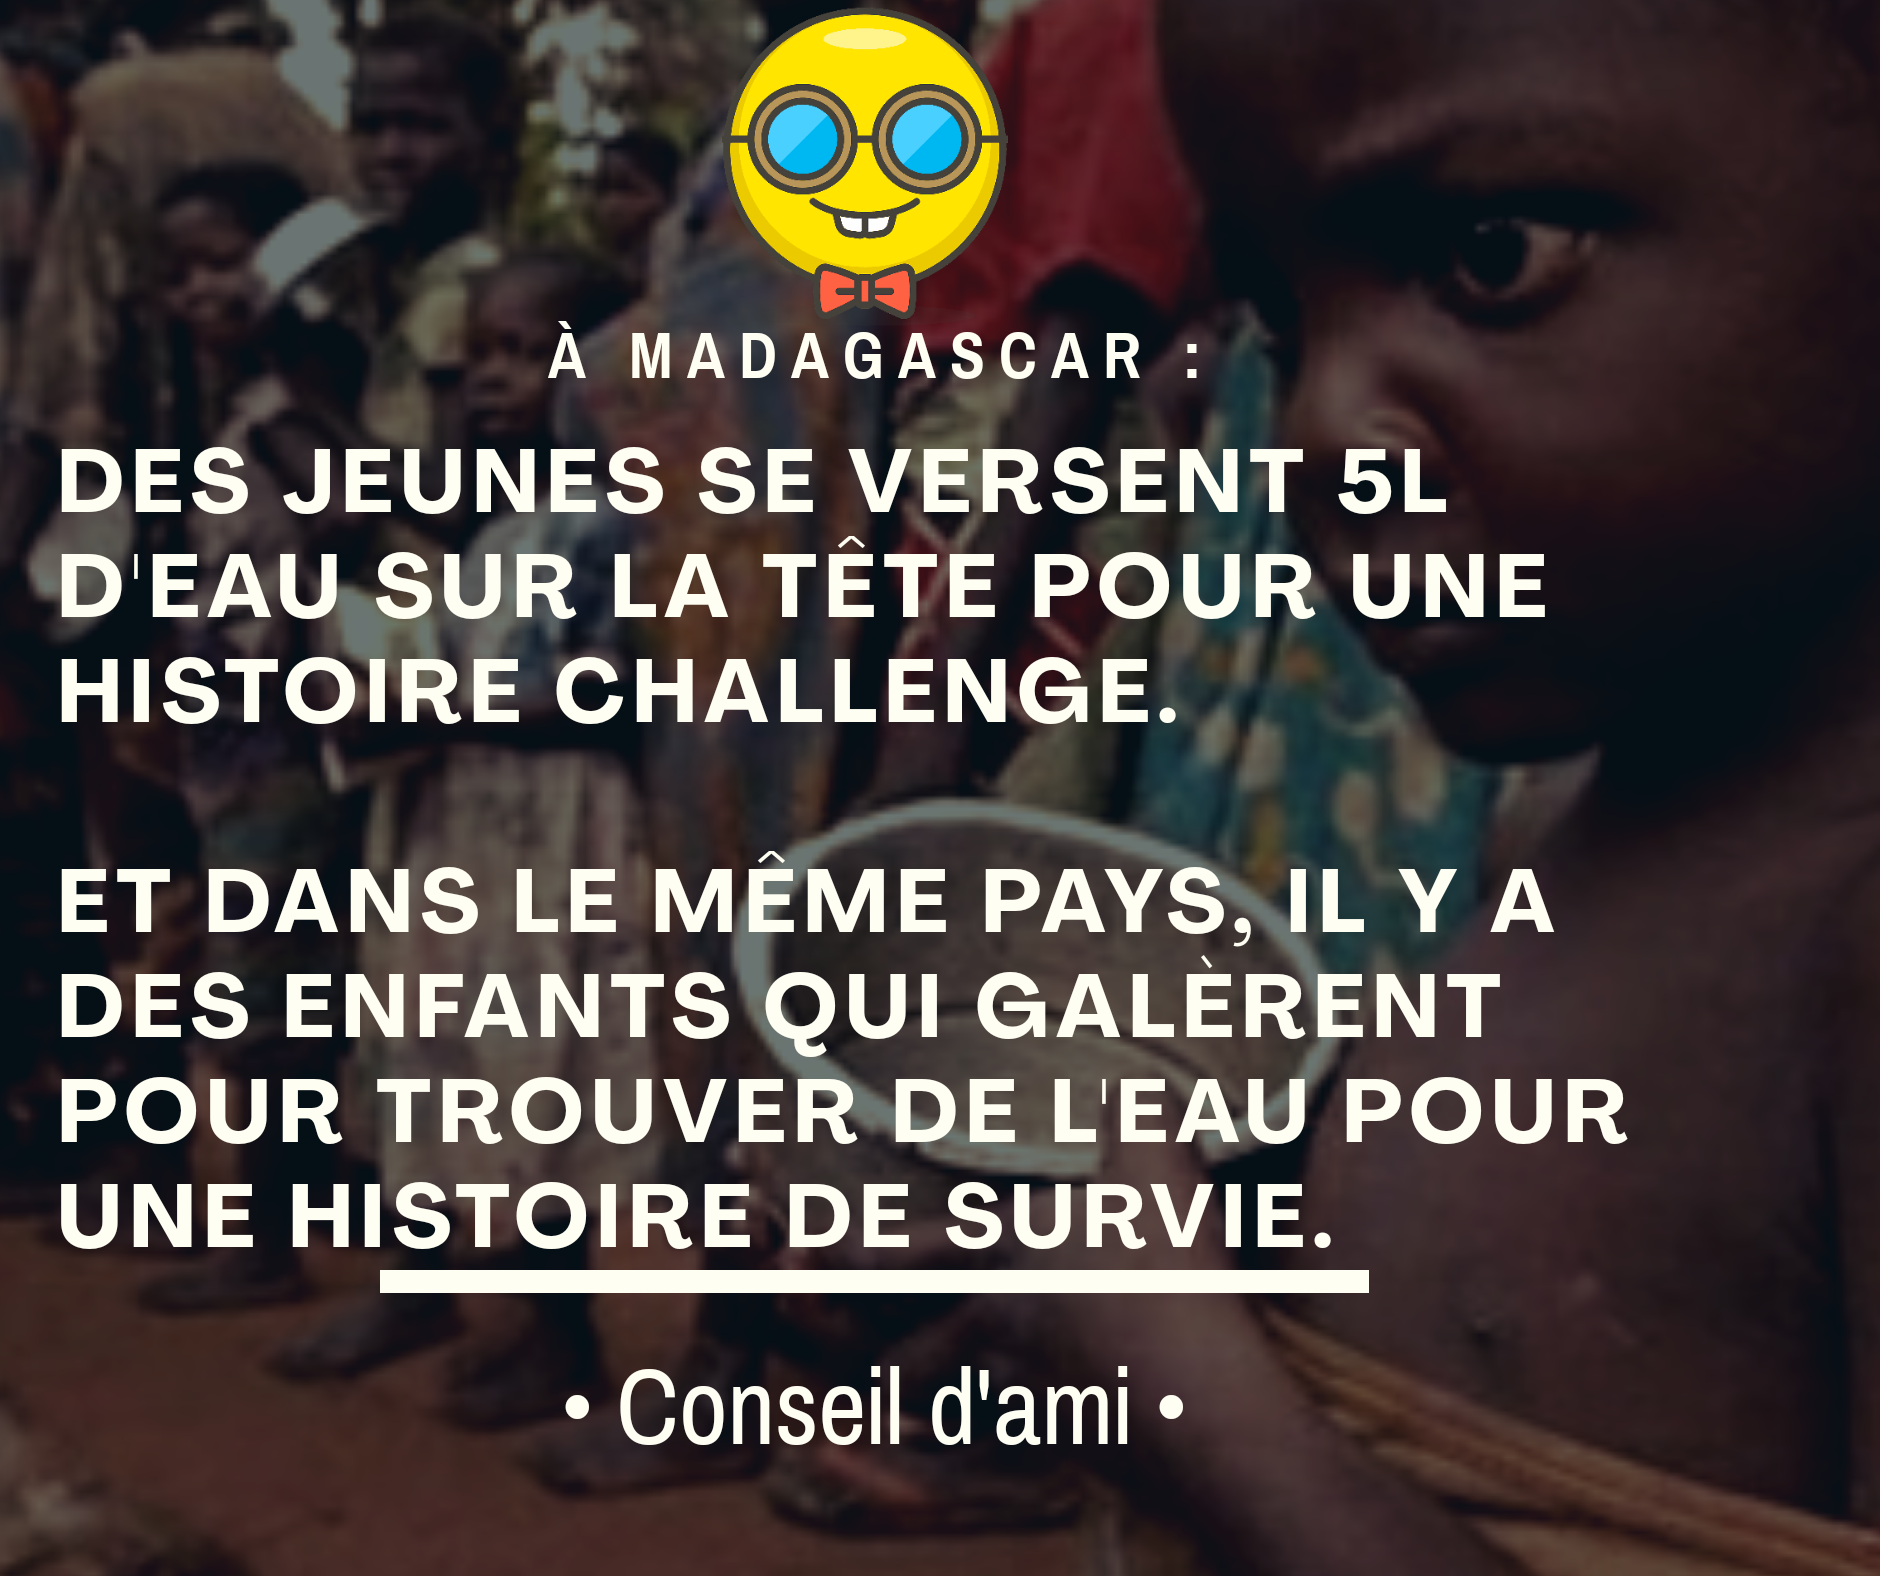 À MADAGASCAR :
DES JEUNES SE VERSENT 5L
D'EAU SUR LA TÊTE POUR UNE
HISTOIRE CHALLENGE.
ET DANS LE MÊME PAYS, IL Y A
DES ENFANTS QUI GALÈRENT
POUR TROUVER DE L'EAU POUR
UNE HISTOIRE DE SURVIE.
• Conseil d'ami •